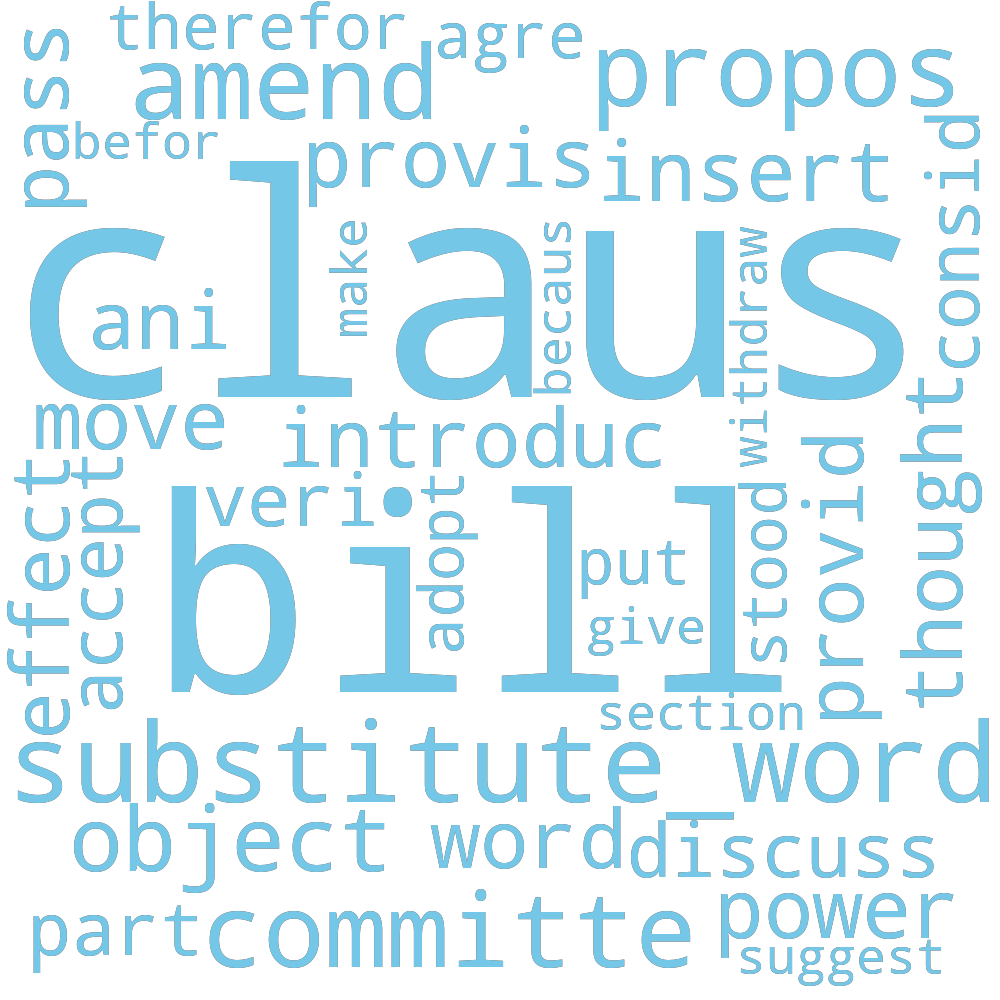 therefor
agre
amend
propos
pass
befor
provis
insert
consid
claus
ani
make
becaus
withdraw
move
introduc
thought
effect
accept
veri
adopt
bill
put
give
stood
provid
section
substitute_word
object
word
discuss
part
committe
power
suggest